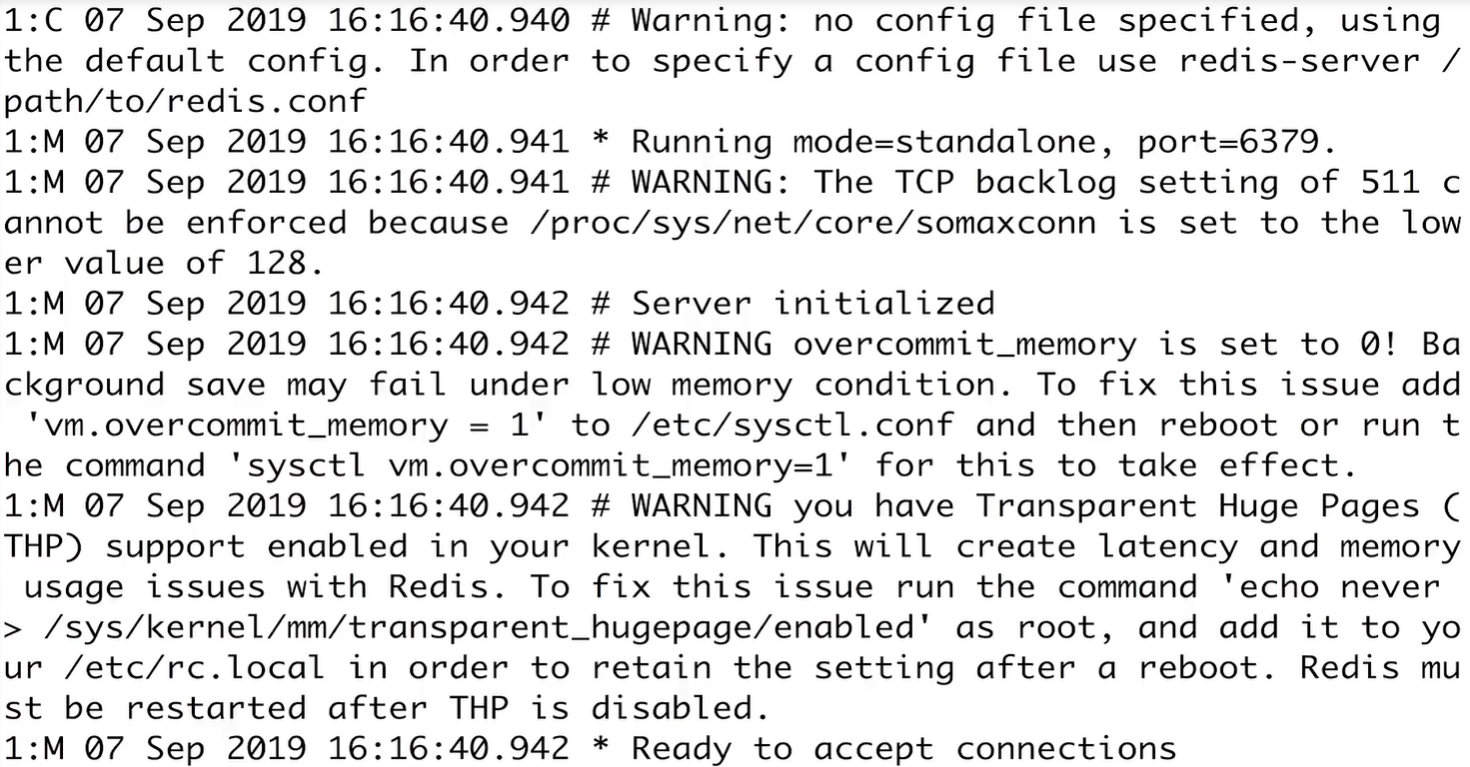 1:C 07 Sep 2019 16:16:40.940 # Warning: no config file specified, using
the default config. In order to specify a config file use redis-server /
path/to/redis.conf
1:M 07 Sep 2019 16:16:40.941 * Running mode=standalone, port=6379.
1:M 07 Sep 2019 16:16:40.941 # WARNING: The TCP backlog setting of 511 c
annot be enforced because /proc/sys/net/core/somaxconn is set to the low
er value of 128.
1:M 07 Sep 2019 16:16:40.942 # Server initialized
1:M 07 Sep 2019 16:16:40.942 # WARNING overcommit_memory is set to 0! Ba
ckground save may fail under low memory condition. To fix this issue add
 'vm.overcommit_memory = 1' to /etc/sysctl.conf and then reboot or run t
he command 'sysctl vm.overcommit_memory=1' for this to take effect.
1:M 07 Sep 2019 16:16:40.942 # WARNING you have Transparent Huge Pages (
THP) support enabled in your kernel. This will create latency and memory
 usage issues with Redis. To fix this issue run the command 'echo never
> /sys/kernel/mm/transparent_hugepage/enabled' as root, and add it to yo
ur /etc/rc.local in order to retain the setting after a reboot. Redis mu
st be restarted after THP is disabled.
1:M 07 Sep 2019 16:16:40.942 * Ready to accept connections